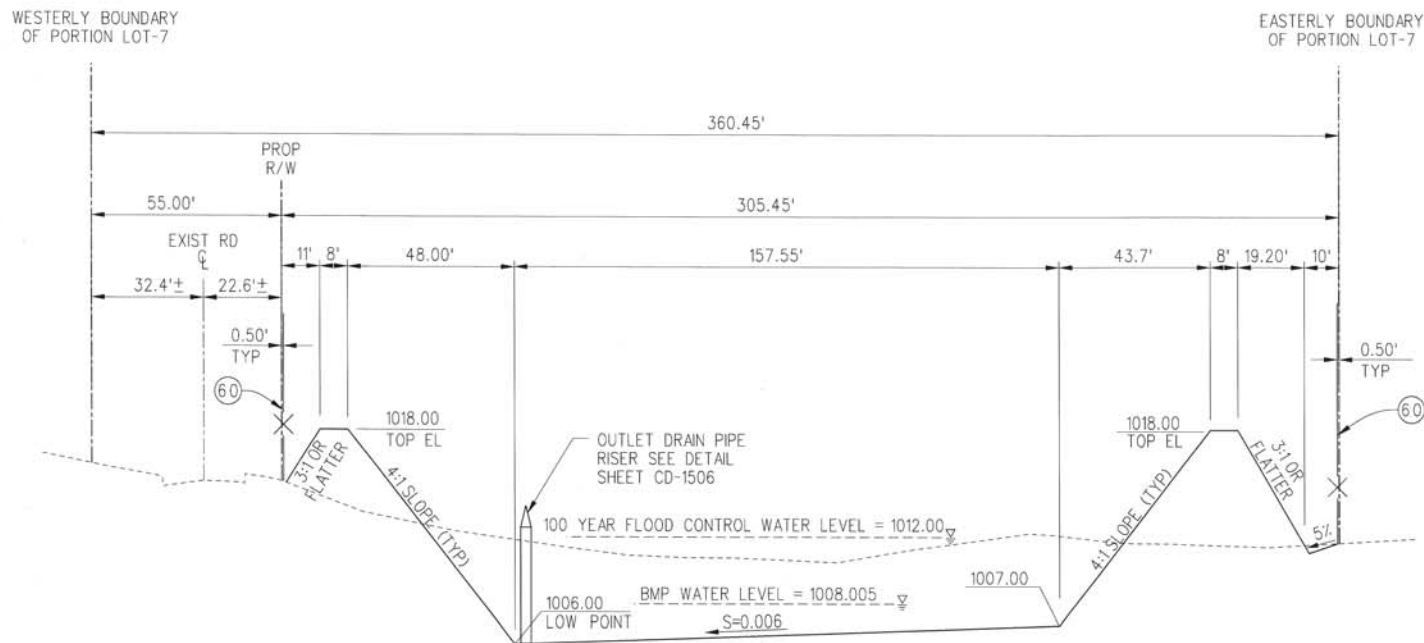 WESTERLY BOUNDARY
OF PORTION LOT-7
EASTERLY BOUNDARY
OF PORTION LOT-7
360.45'
PROP
R/W
55.00'
305.45'
EXIST RD
℄
11'
8'
48.00'
157.55'
43.7'
8'
19.20'
10'
32.4'±
22.6'±
0.50'
TYP
0.50'
TYP
60
60
1018.00
TOP EL
1018.00
TOP EL
OUTLET DRAIN PIPE
RISER SEE DETAIL
SHEET CD-1506
3:1 OR
FLATTER
4:1 SLOPE (TYP)
4:1 SLOPE (TYP)
3:1 OR
FLATTER
100 YEAR FLOOD CONTROL WATER LEVEL = 1012.00
5%
1007.00
BMP WATER LEVEL = 1008.005
1006.00
LOW POINT
S=0.006